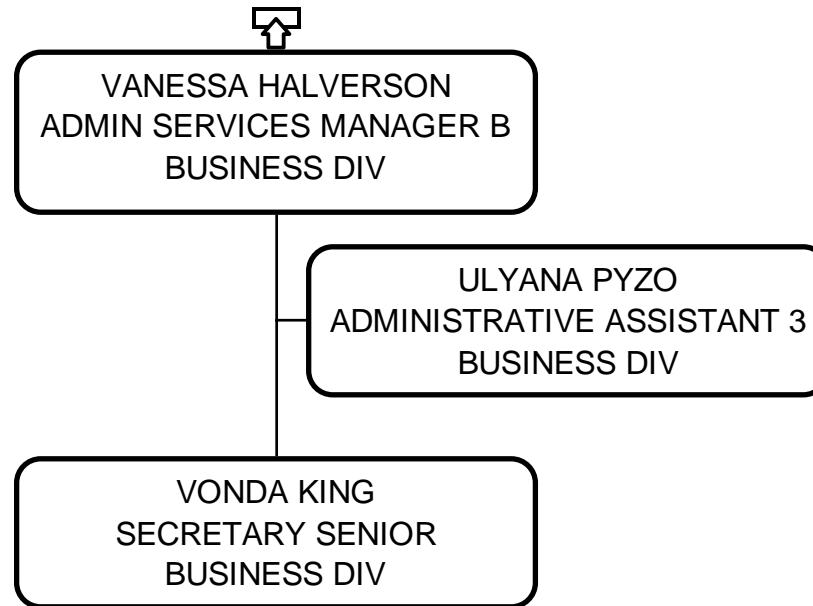 VANESSA HALVERSON
ADMIN SERVICES MANAGER B
BUSINESS DIV
ULYANA PYZO
ADMINISTRATIVE ASSISTANT 3
BUSINESS DIV
VONDA KING
SECRETARY SENIOR
BUSINESS DIV